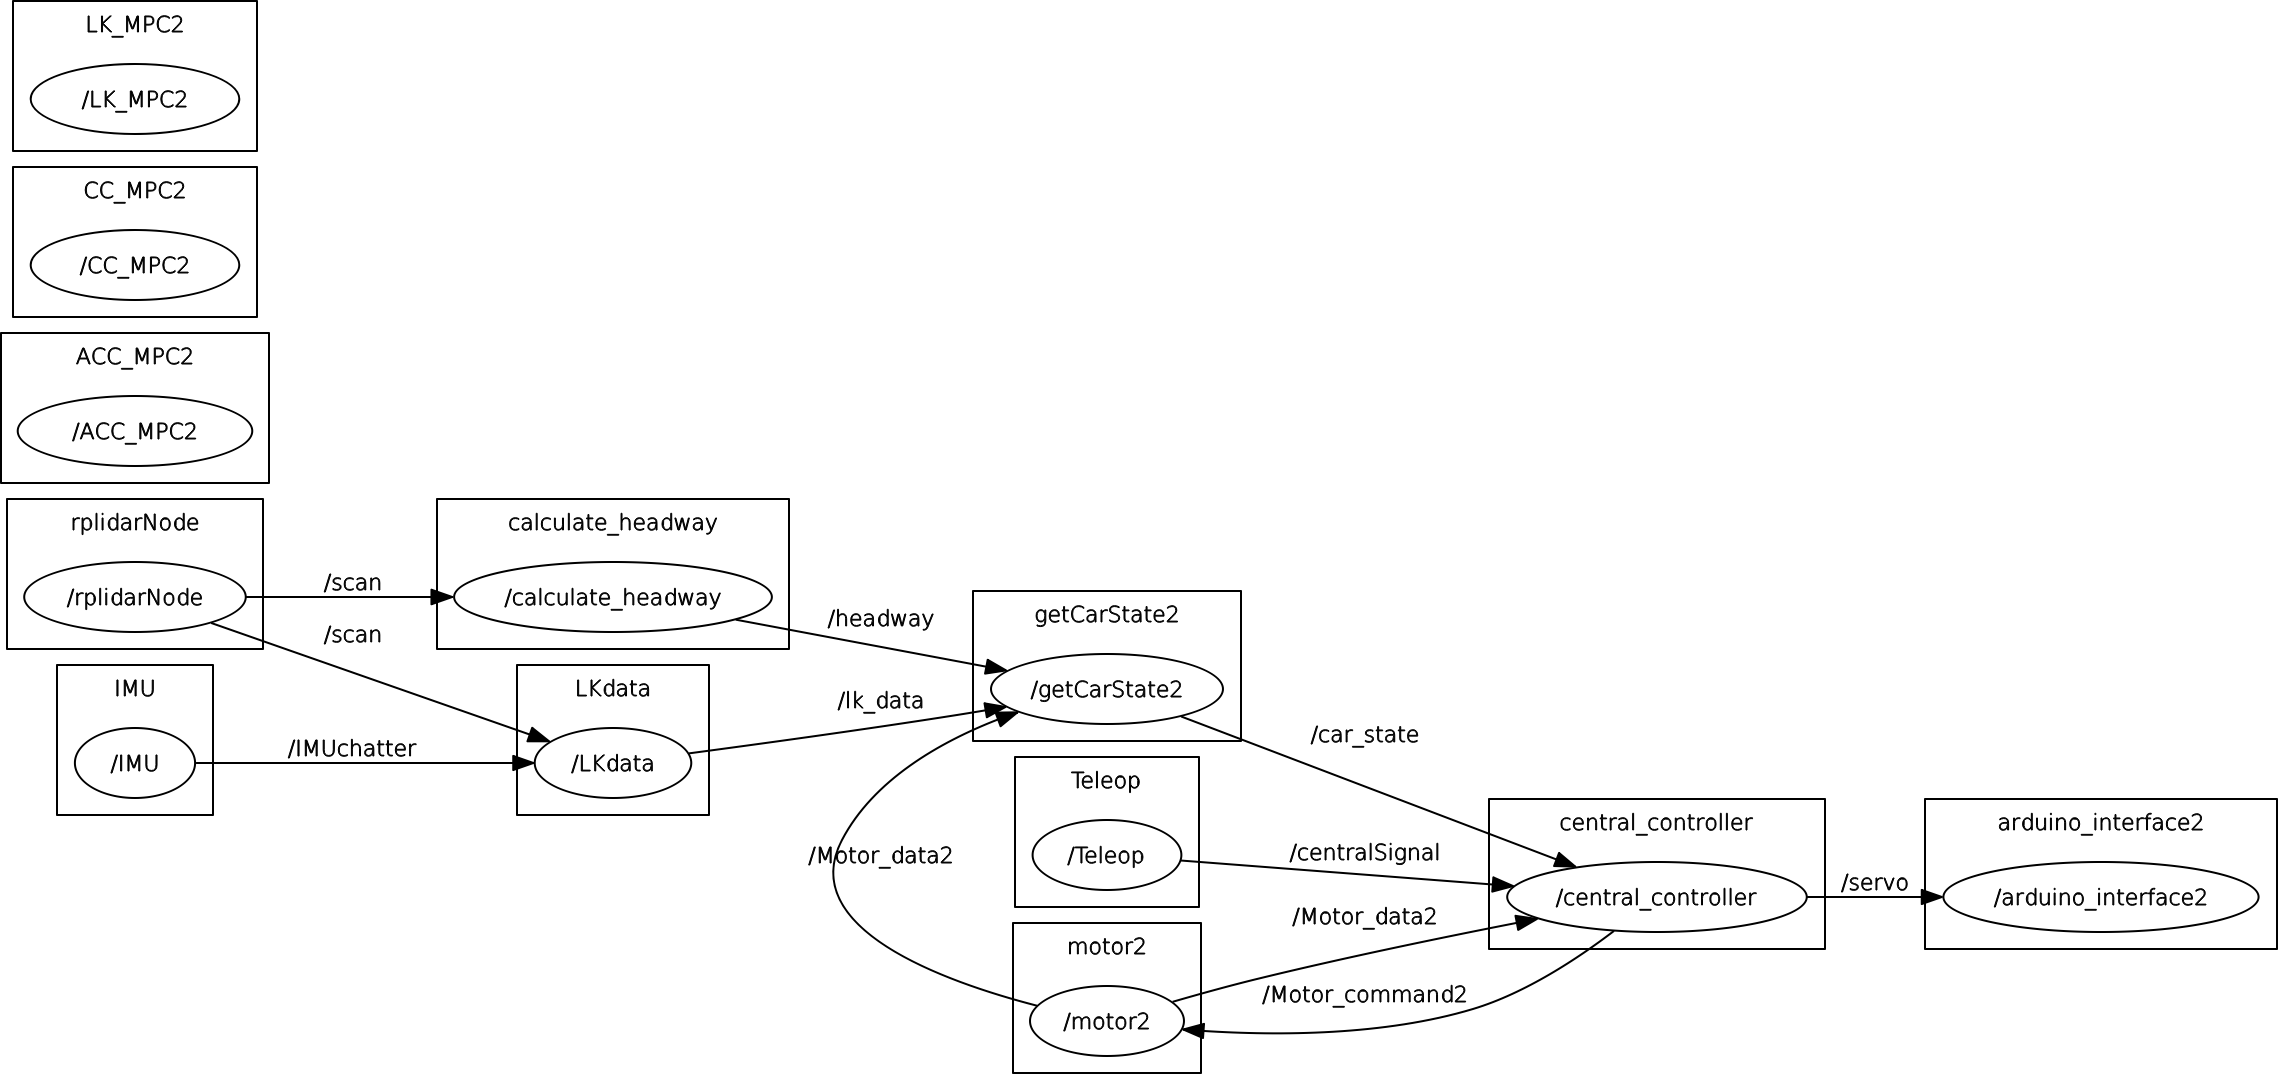 LK_MPC2
/LK_MPC2
CC_MPC2
/CC_MPC2
ACC_MPC2
/ACC_MPC2
rplidarNode
/rplidarNode
/scan
/scan
calculate_headway
/calculate_headway
/headway
IMU
/IMU
/IMUchatter
LKdata
/LKdata
/lk_data
getCarState2
/getCarState2
/car_state
Teleop
/Teleop
/centralSignal
/Motor_data2
motor2
/motor2
/Motor_data2
/Motor_command2
central_controller
/central_controller
/servo
arduino_interface2
/arduino_interface2